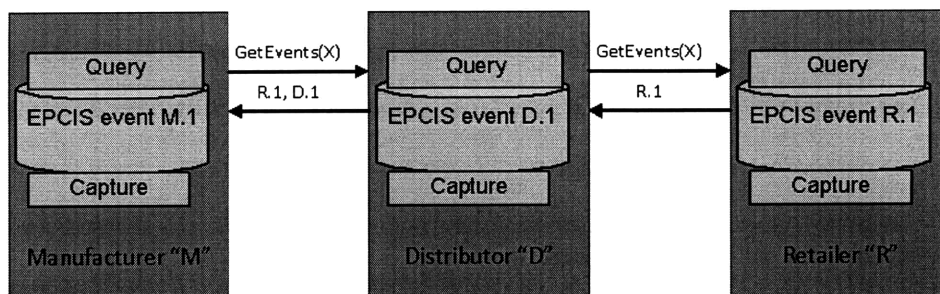 Query
EPCIS event M.1
Capture
Manufacturer "M"
GetEvents(X)
R.1, D.1
Query
EPCIS event D.1
Capture
Distributor "D"
GetEvents(X)
R.1
Query
EPCIS event R.1
Capture
Retailer "R"